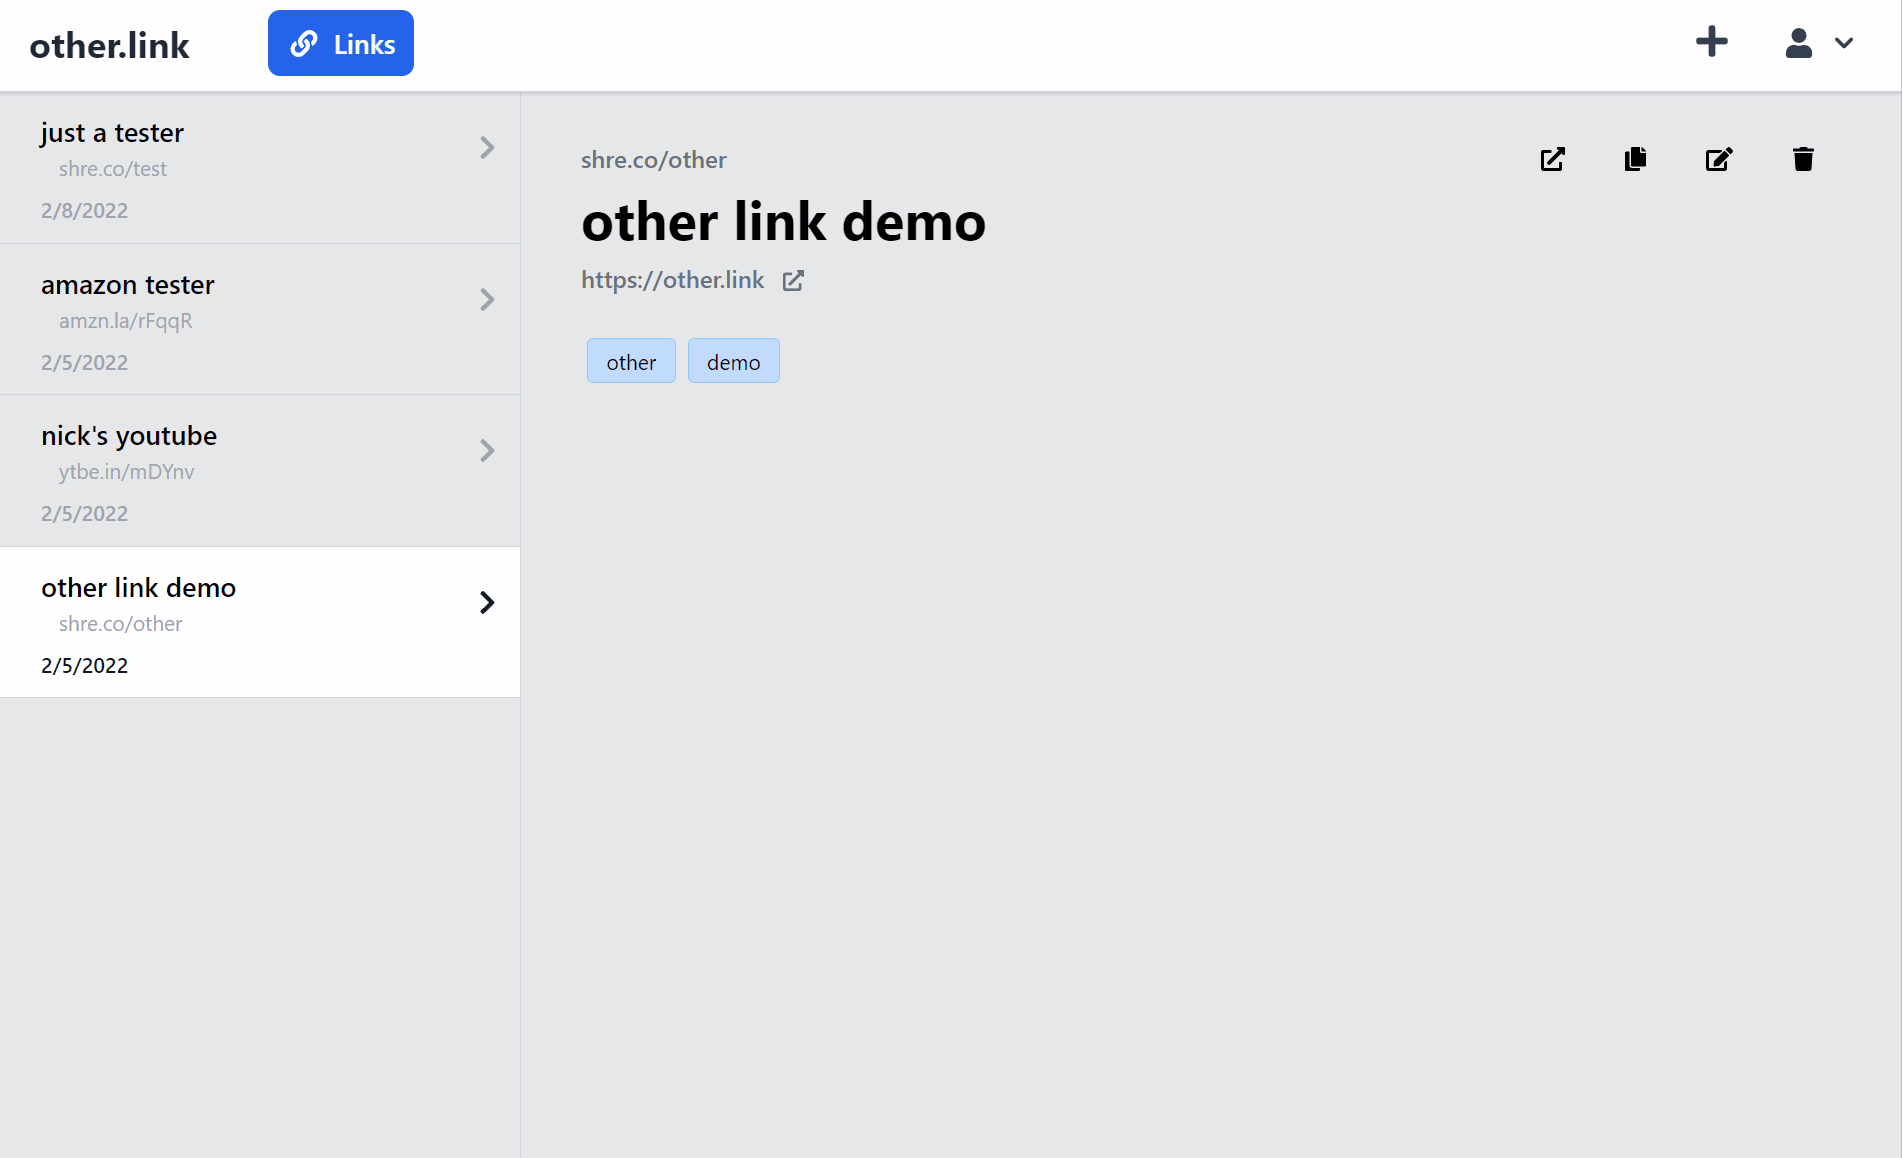 other.link
Links
just a tester
shre.co/test
2/8/2022
amazon tester
amzn.la/rFqqR
2/5/2022
nick's youtube
ytbe.in/mDYnv
2/5/2022
other link demo
shre.co/other
2/5/2022
shre.co/other
other link demo
https://other.link
other demo